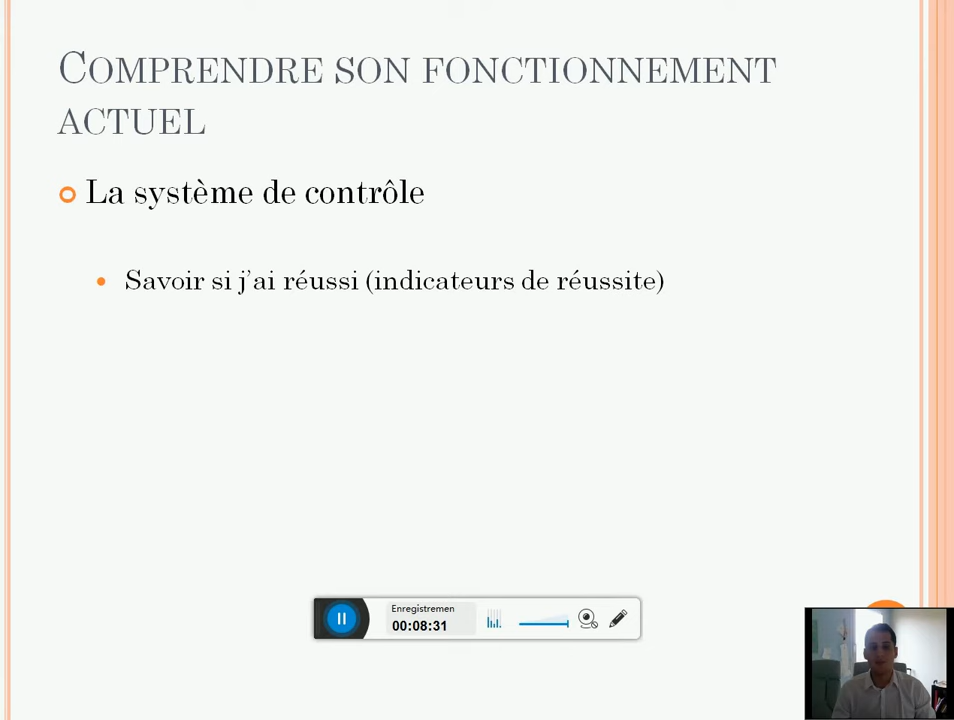 COMPRENDRE SON FONCTIONNEMENT
ACTUEL
La système de contrôle
Savoir si j'ai réussi (indicateurs de réussite)
Enregistremen
00:08:31